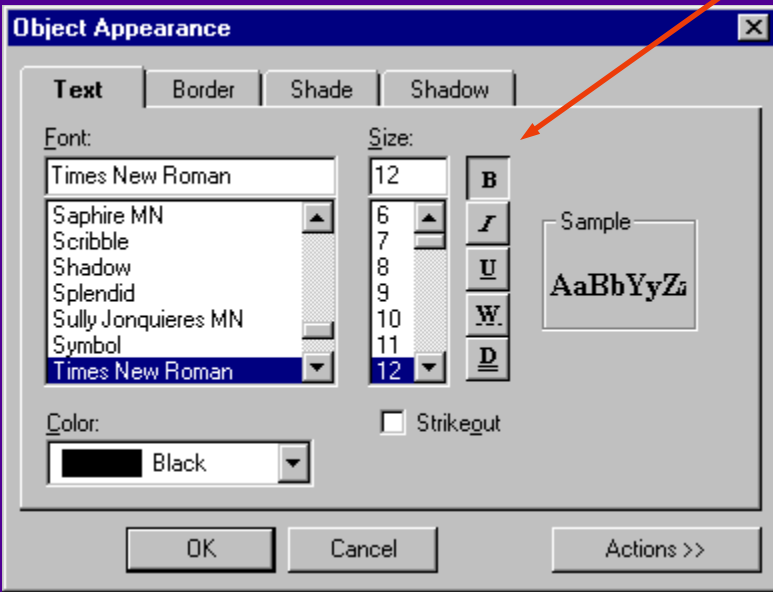 Object Appearance
Text Border Shade Shadow
Font: Size:
Times New Roman 12 B
Saphire MN 6 I
Scribble 7
Shadow 8 U
Splendid 9
Sully Jonquieres MN 10 W
Symbol 11
Times New Roman 12 D
Sample
AaBbYyZ
Color: Strikeout
Black
OK Cancel Actions >>